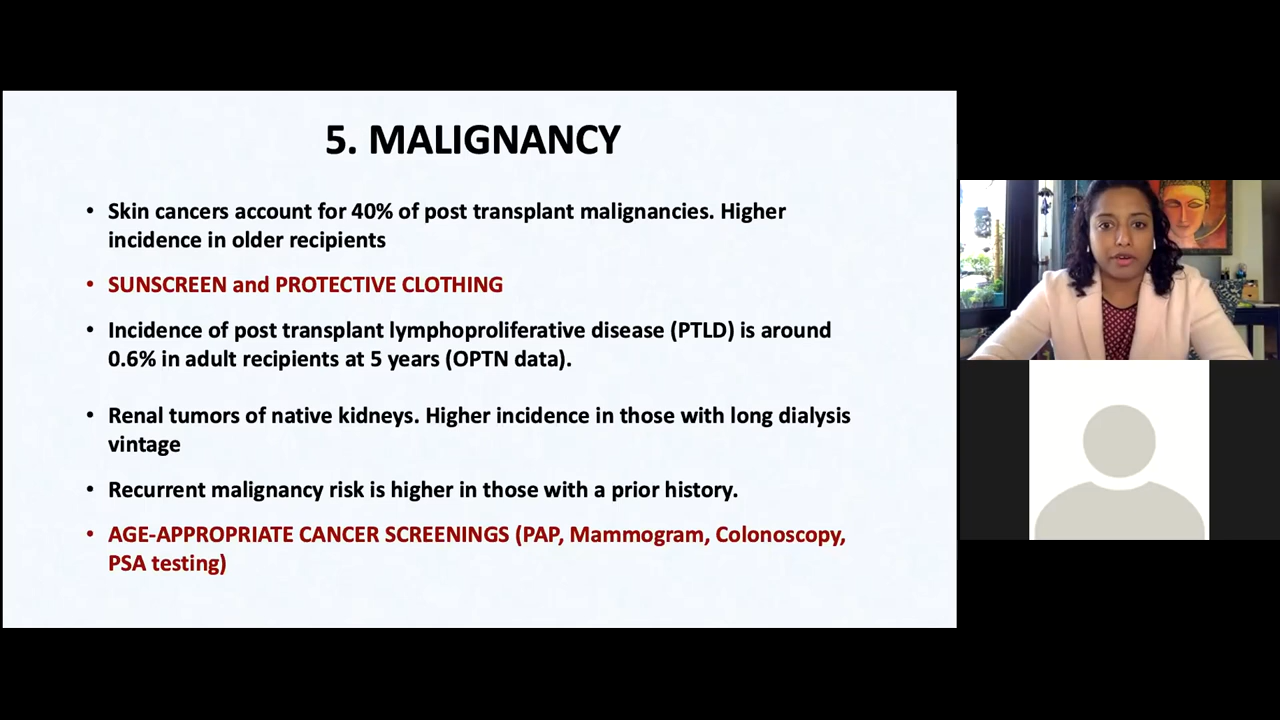 5. MALIGNANCY
• Skin cancers account for 40% of post transplant malignancies. Higher
incidence in older recipients
• SUNSCREEN and PROTECTIVE CLOTHING
• Incidence of post transplant lymphoproliferative disease (PTLD) is around
0.6% in adult recipients at 5 years (OPTN data).
• Renal tumors of native kidneys. Higher incidence in those with long dialysis
vintage
• Recurrent malignancy risk is higher in those with a prior history.
• AGE-APPROPRIATE CANCER SCREENINGS (PAP, Mammogram, Colonoscopy,
PSA testing)